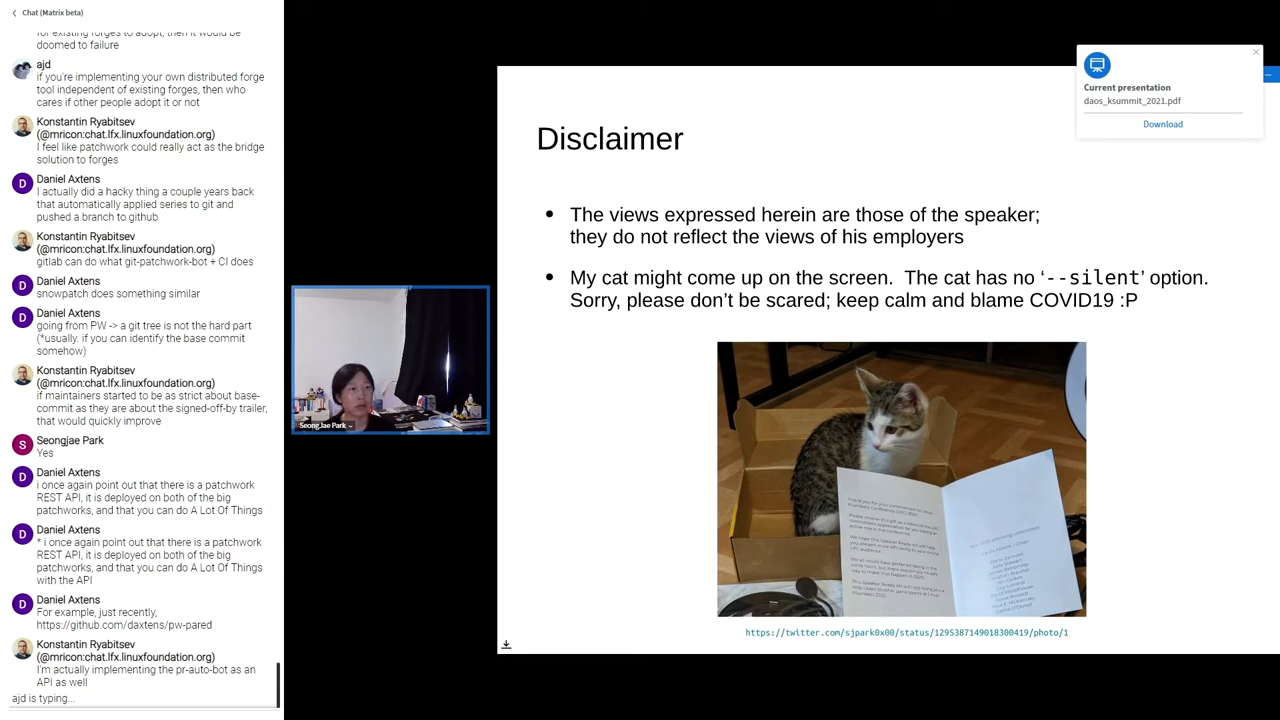 Chat (Matrix beta)
for existing forges to adopt, then it would be
doomed to failure
ajd
if you're implementing your own distributed forge
tool independent of existing forges, then who
cares if other people adopt it or not
Konstantin Ryabitsev
(@mricon:chat.lfx.linuxfoundation.org)
I feel like patchwork could really act as the bridge
solution to forges
D
Daniel Axtens
I actually did a hacky thing a couple years back
that automatically applied series to git and
pushed a branch to github
Konstantin Ryabitsev
(@mricon:chat.lfx.linuxfoundation.org)
gitlab can do what git-patchwork-bot + CI does
D
Daniel Axtens
snowpatch does something similar
D
Daniel Axtens
going from PW -> a git tree is not the hard part
(*usually. if you can identify the base commit
somehow)
Konstantin Ryabitsev
(@mricon:chat.lfx.linuxfoundation.org)
if maintainers started to be as strict about base-
commit as they are about the signed-off-by trailer,
that would quickly improve
S
Seongjae Park
Yes
D
Daniel Axtens
i once again point out that there is a patchwork
REST API, it is deployed on both of the big
patchworks, and that you can do A Lot Of Things
D
Daniel Axtens
* i once again point out that there is a patchwork
REST API, it is deployed on both of the big
patchworks, and that you can do A Lot Of Things
with the API
D
Daniel Axtens
For example, just recently,
https://github.com/daxtens/pw-pared
Konstantin Ryabitsev
(@mricon:chat.lfx.linuxfoundation.org)
I'm actually implementing the pr-auto-bot as an
API as well
ajd is typing...
SeongJae Park
Disclaimer
• The views expressed herein are those of the speaker;
they do not reflect the views of his employers
• My cat might come up on the screen. The cat has no ‘--silent’ option.
Sorry, please don’t be scared; keep calm and blame COVID19 :P
https://twitter.com/sjpark0x00/status/1295387149018300419/photo/1
Current presentation
daos_ksummit_2021.pdf
Download